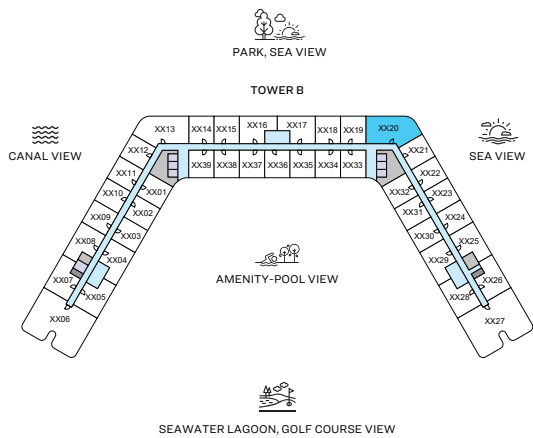 PARK, SEA VIEW
TOWER B
XX13
XX14
XX15
XX16
XX17
XX18
XX19
XX20
CANAL VIEW
SEA VIEW
XX12
XX11
XX10
XX09
XX08
XX07
XX06
XX05
XX04
XX03
XX02
XX01
XX39
XX38
XX37
XX36
XX35
XX34
XX33
XX32
XX31
XX30
XX29
XX28
XX21
XX22
XX23
XX24
XX25
XX26
XX27
AMENITY-POOL VIEW
SEAWATER LAGOON, GOLF COURSE VIEW